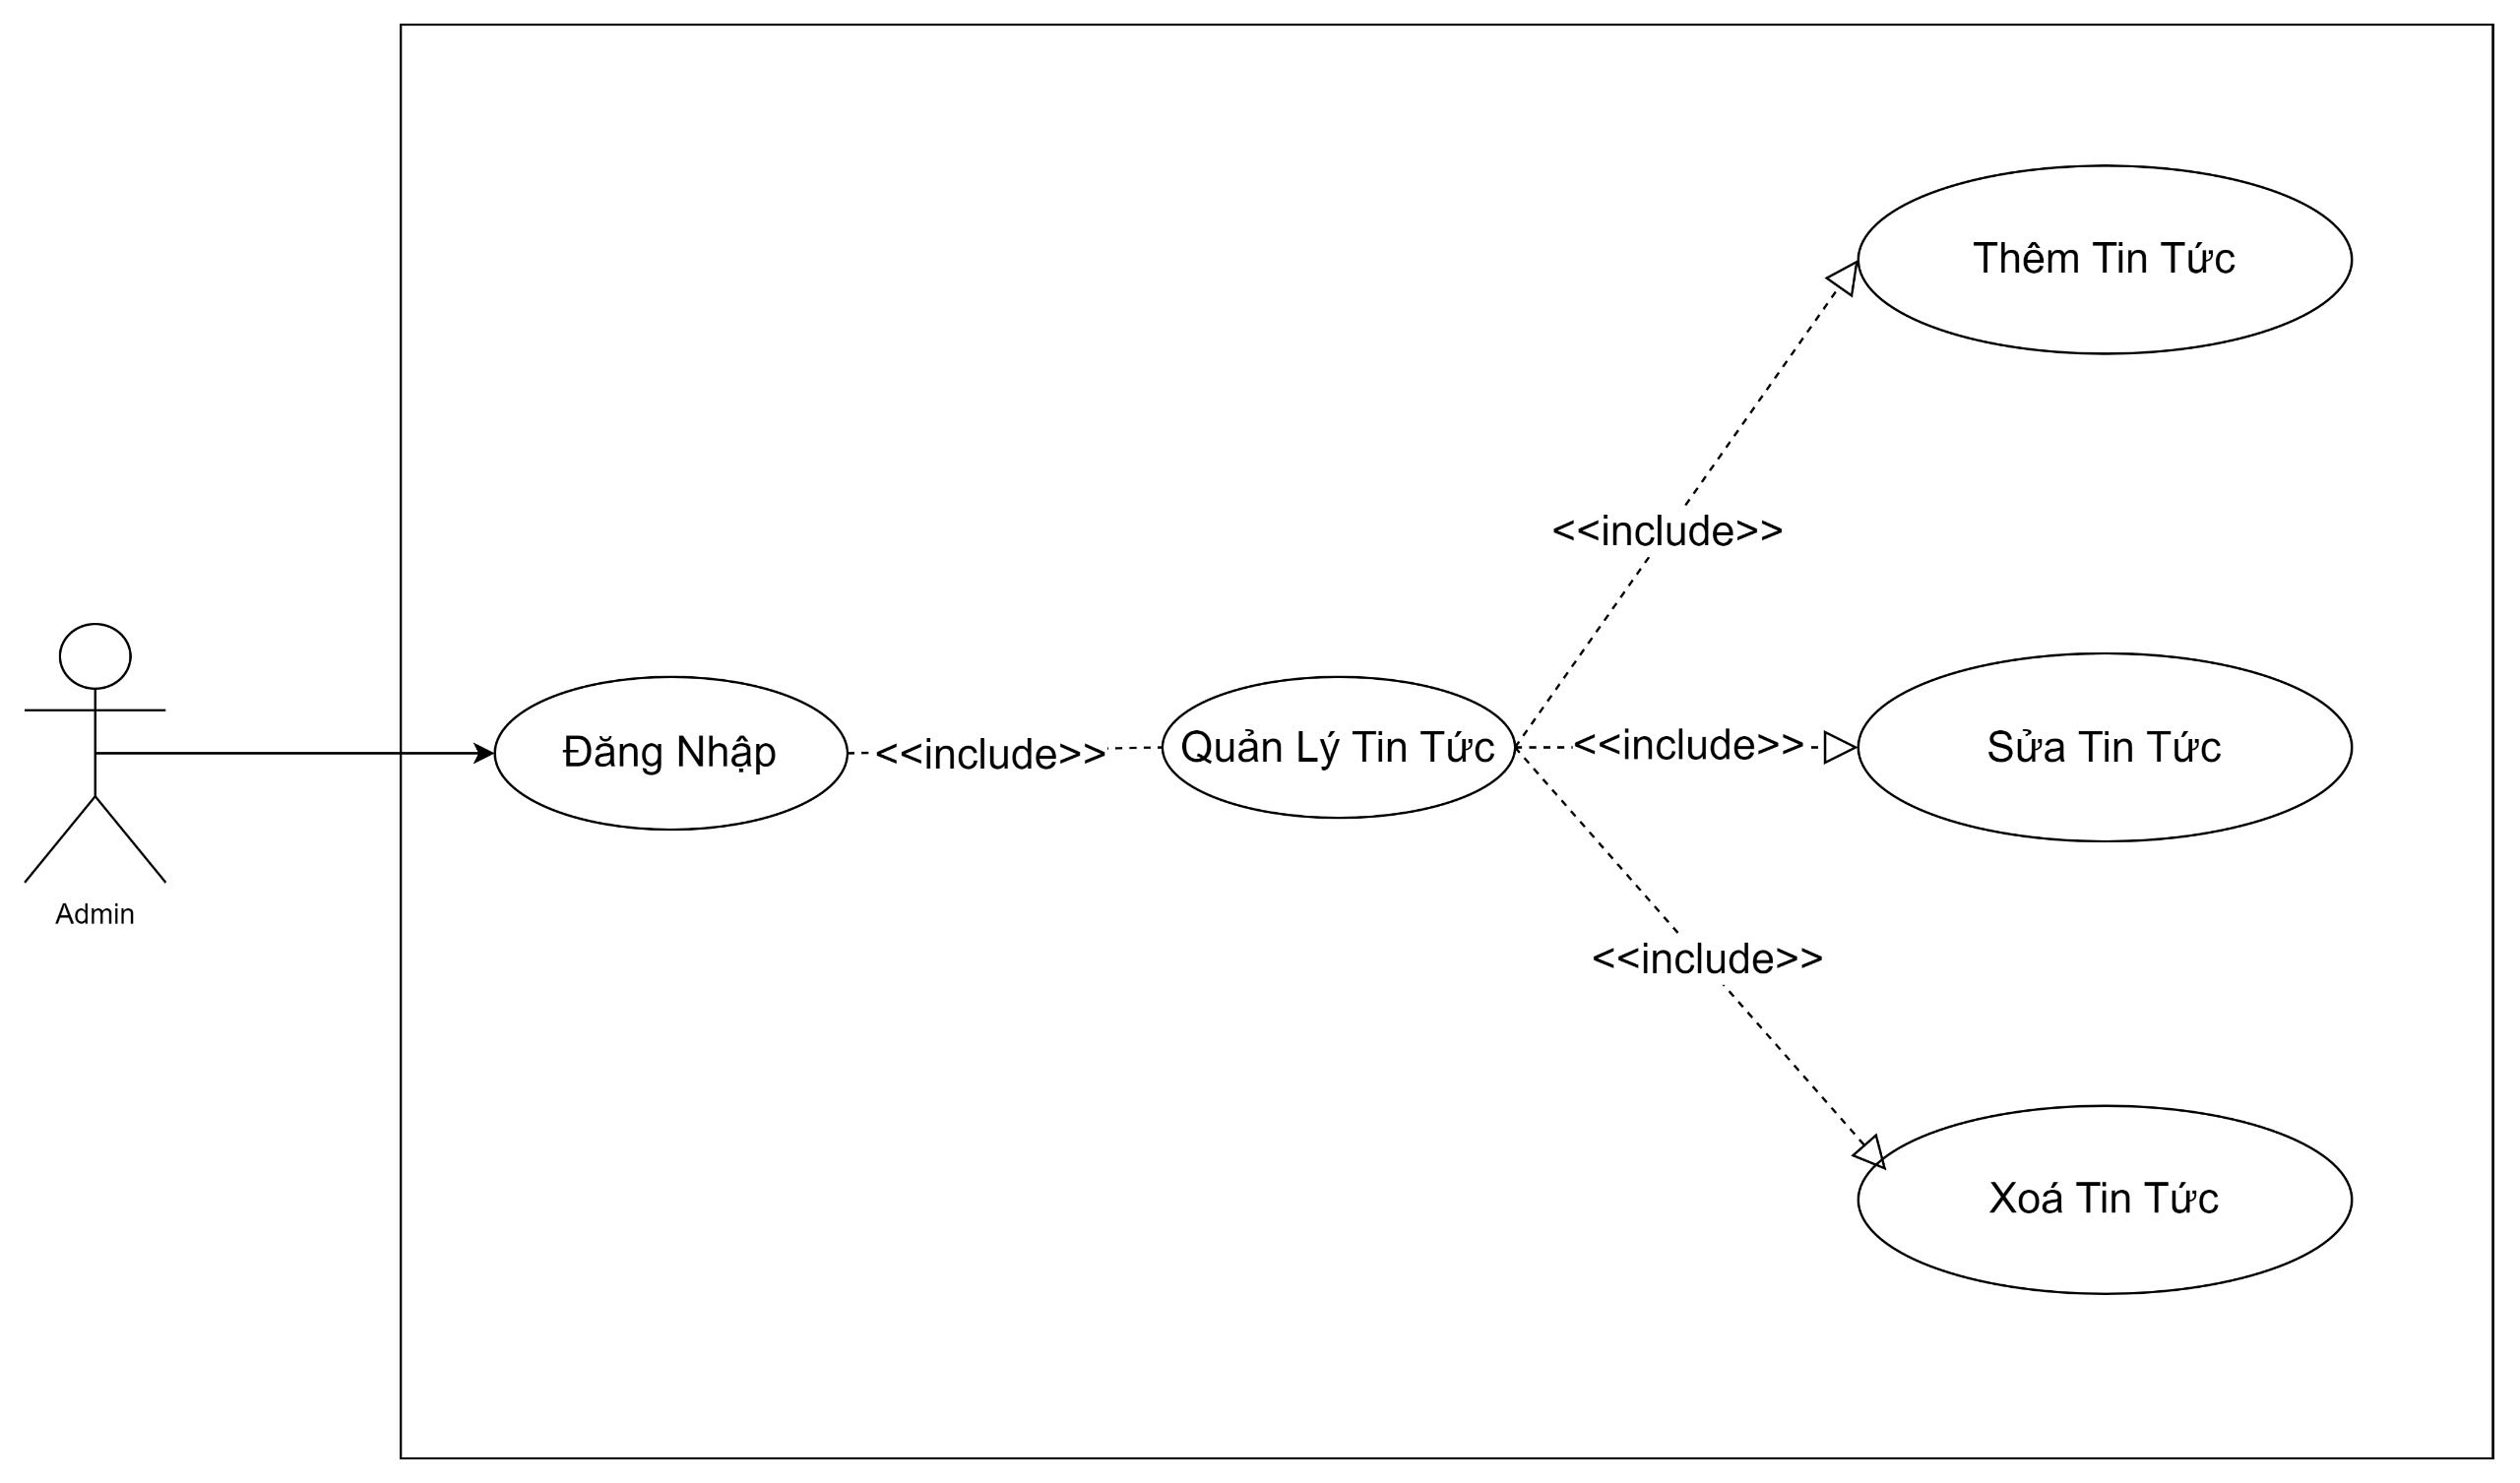 Thêm Tin Tức
<<include>>
Đăng Nhập
<<include>>
Quản Lý Tin Tức
<<include>>
Sửa Tin Tức
Admin
<<include>>
Xoá Tin Tức